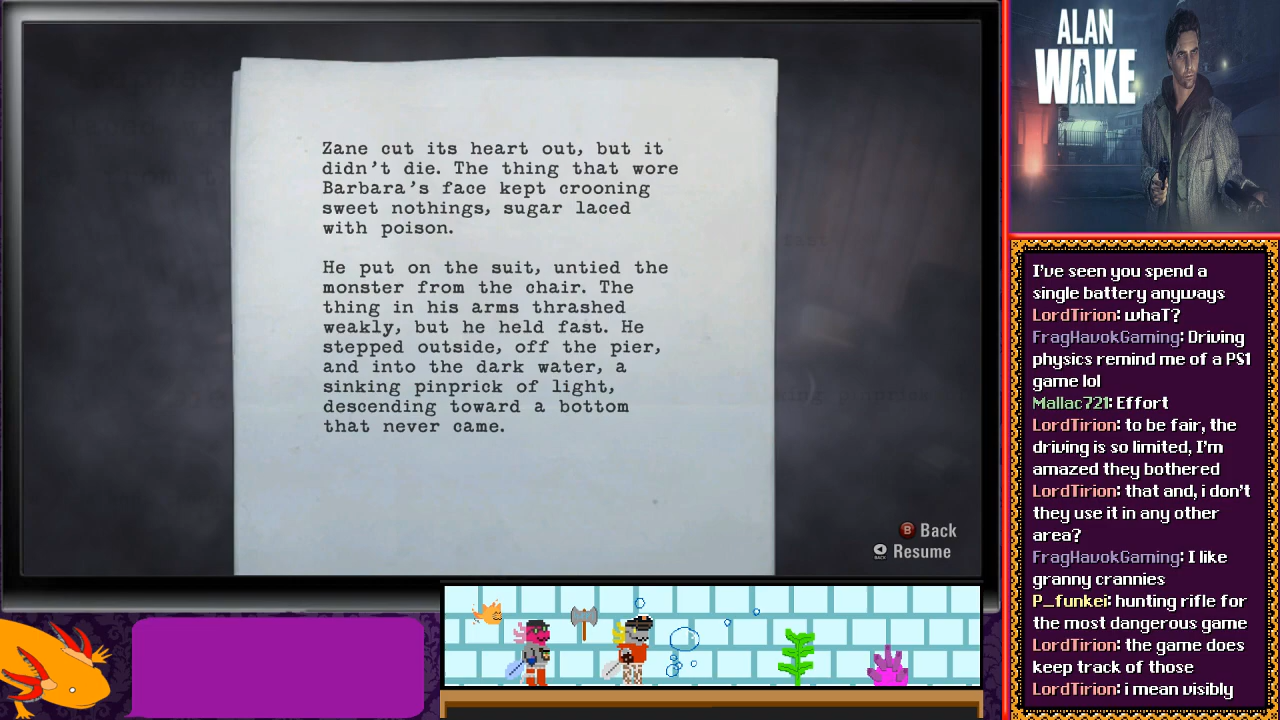 Zane cut its heart out, but it
didn't die. The thing that wore
Barbara's face kept crooning
sweet nothings, sugar laced
with poison.
He put on the suit, untied the
monster from the chair. The
thing in his arms thrashed
weakly, but he held fast. He
stepped outside, off the pier,
and into the dark water, a
sinking pinprick of light,
descending toward a bottom
that never came.
B Back
BACK Resume
ALAN
WAKE
I've seen you spend a
single battery anyways
LordTirion: whaT?
FragHavokGaming: Driving
physics remind me of a PS1
game lol
Mallac721: Effort
LordTirion: to be fair, the
driving is so limited, I'm
amazed they bothered
LordTirion: that and, i don't
they use it in any other
area?
FragHavokGaming: I like
granny crannies
P_funkei: hunting rifle for
the most dangerous game
LordTirion: the game does
keep track of those
LordTirion: i mean visibly